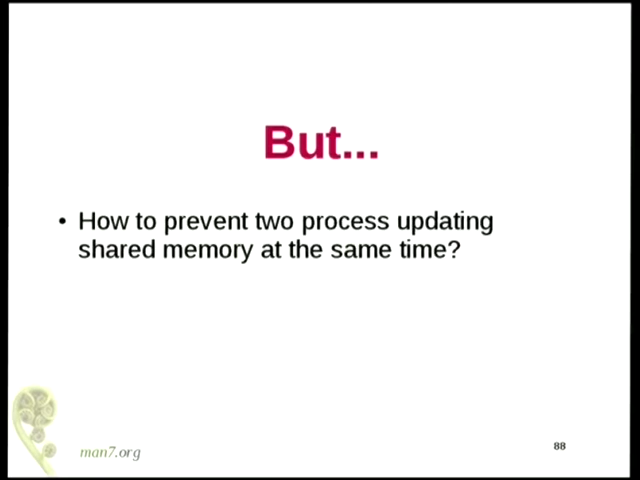 But...
• How to prevent two process updating
shared memory at the same time?
man7.org
88